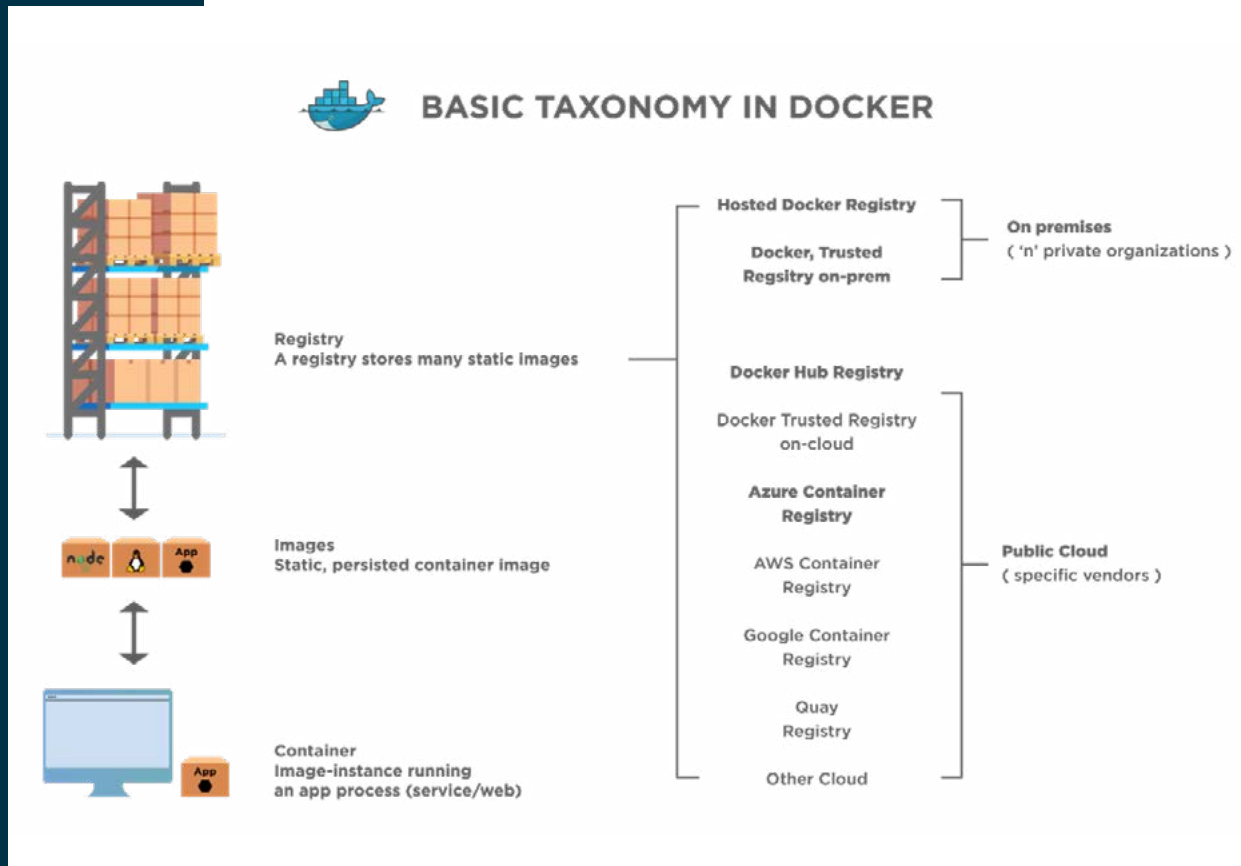 BASIC TAXONOMY IN DOCKER
Registry
A registry stores many static images
Images
Static, persisted container image
Container
Image-instance running
an app process (service/web)
node
App
App
Hosted Docker Registry
Docker, Trusted
Regsitry on-prem
Docker Hub Registry
Docker Trusted Registry
on-cloud
Azure Container
Registry
AWS Container
Registry
Google Container
Registry
Quay
Registry
Other Cloud
On premises
( ‘n’ private organizations )
Public Cloud
( specific vendors )